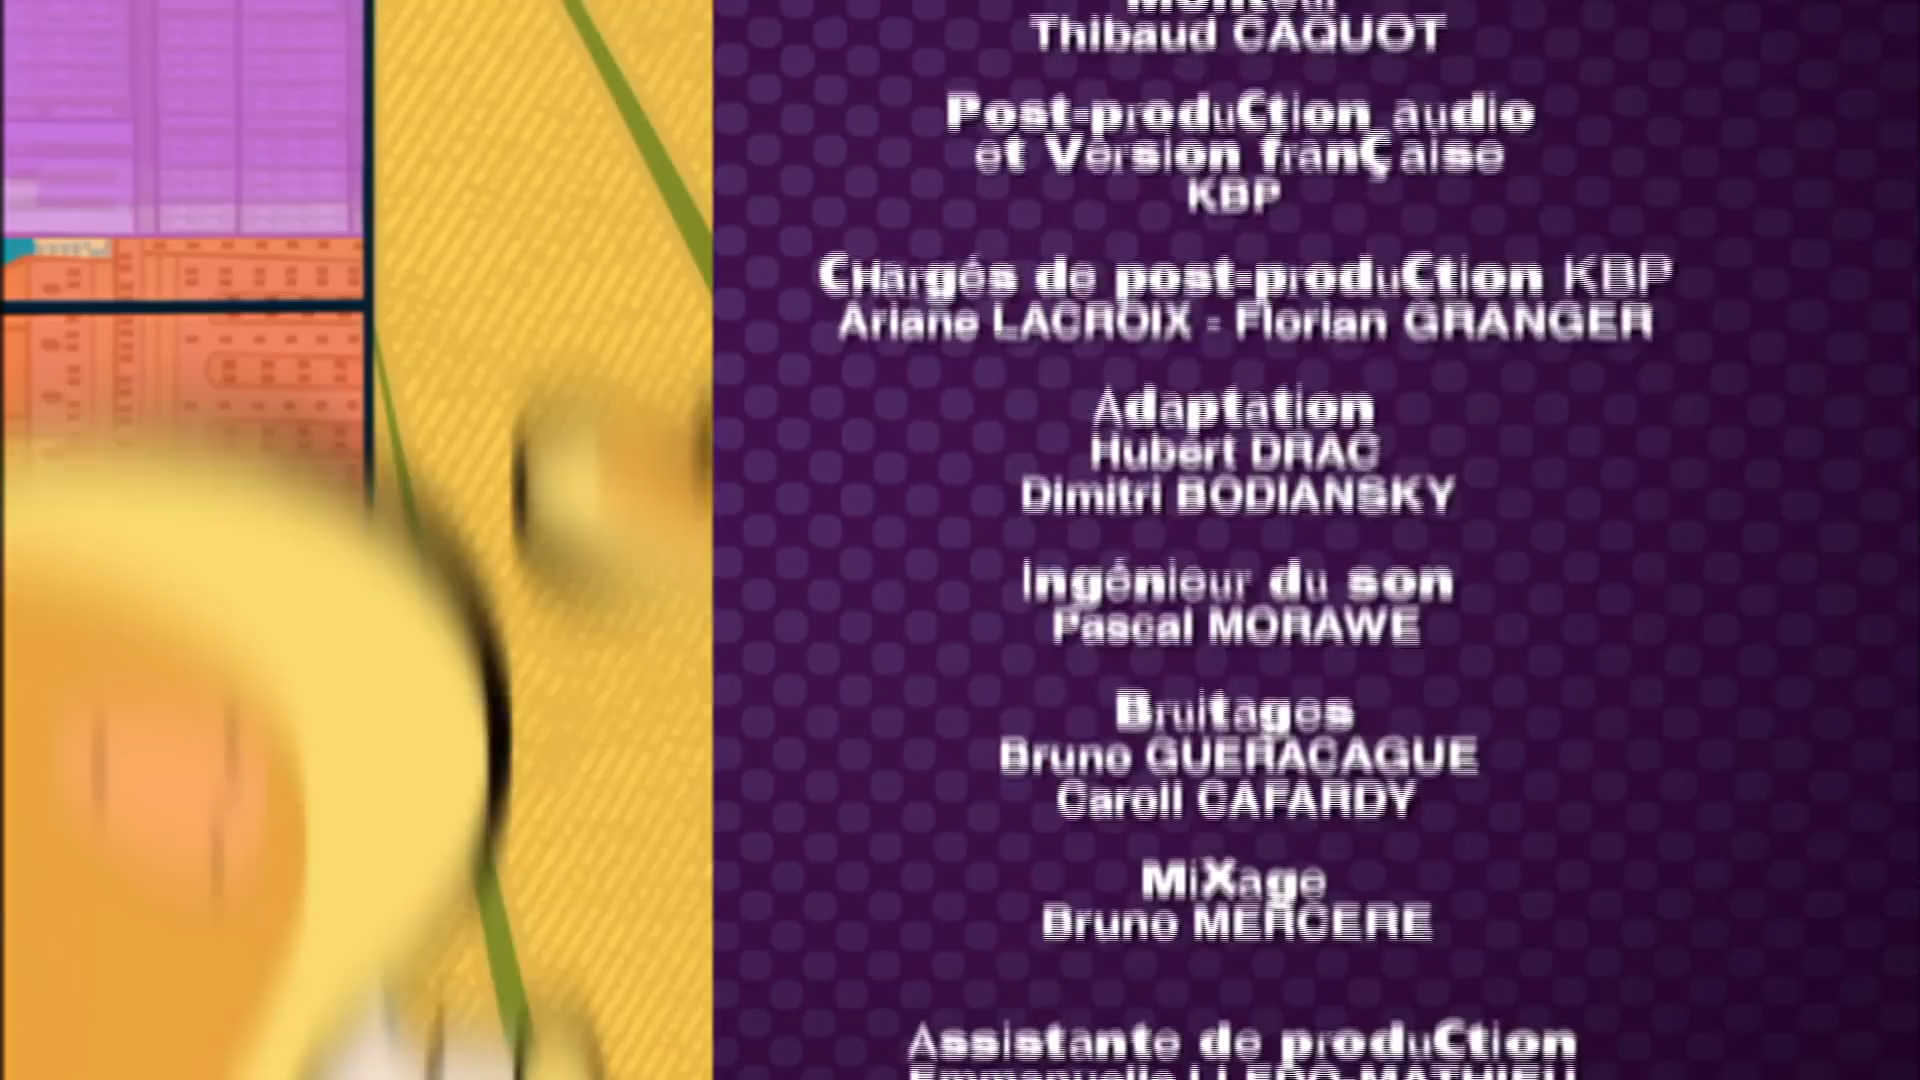 Monteur
Thibaud CAQUOT
Post-production audio
et Version française
KBP
Chargés de post-production KBP
Ariane LACROIX - Florian GRANGER
Adaptation
Hubert DRAC
Dimitri BODIANSKY
Ingénieur du son
Pascal MORAWE
Bruitages
Bruno GUERACAGUE
Caroll CAFARDY
MiXage
Bruno MERCERE
Assistante de production